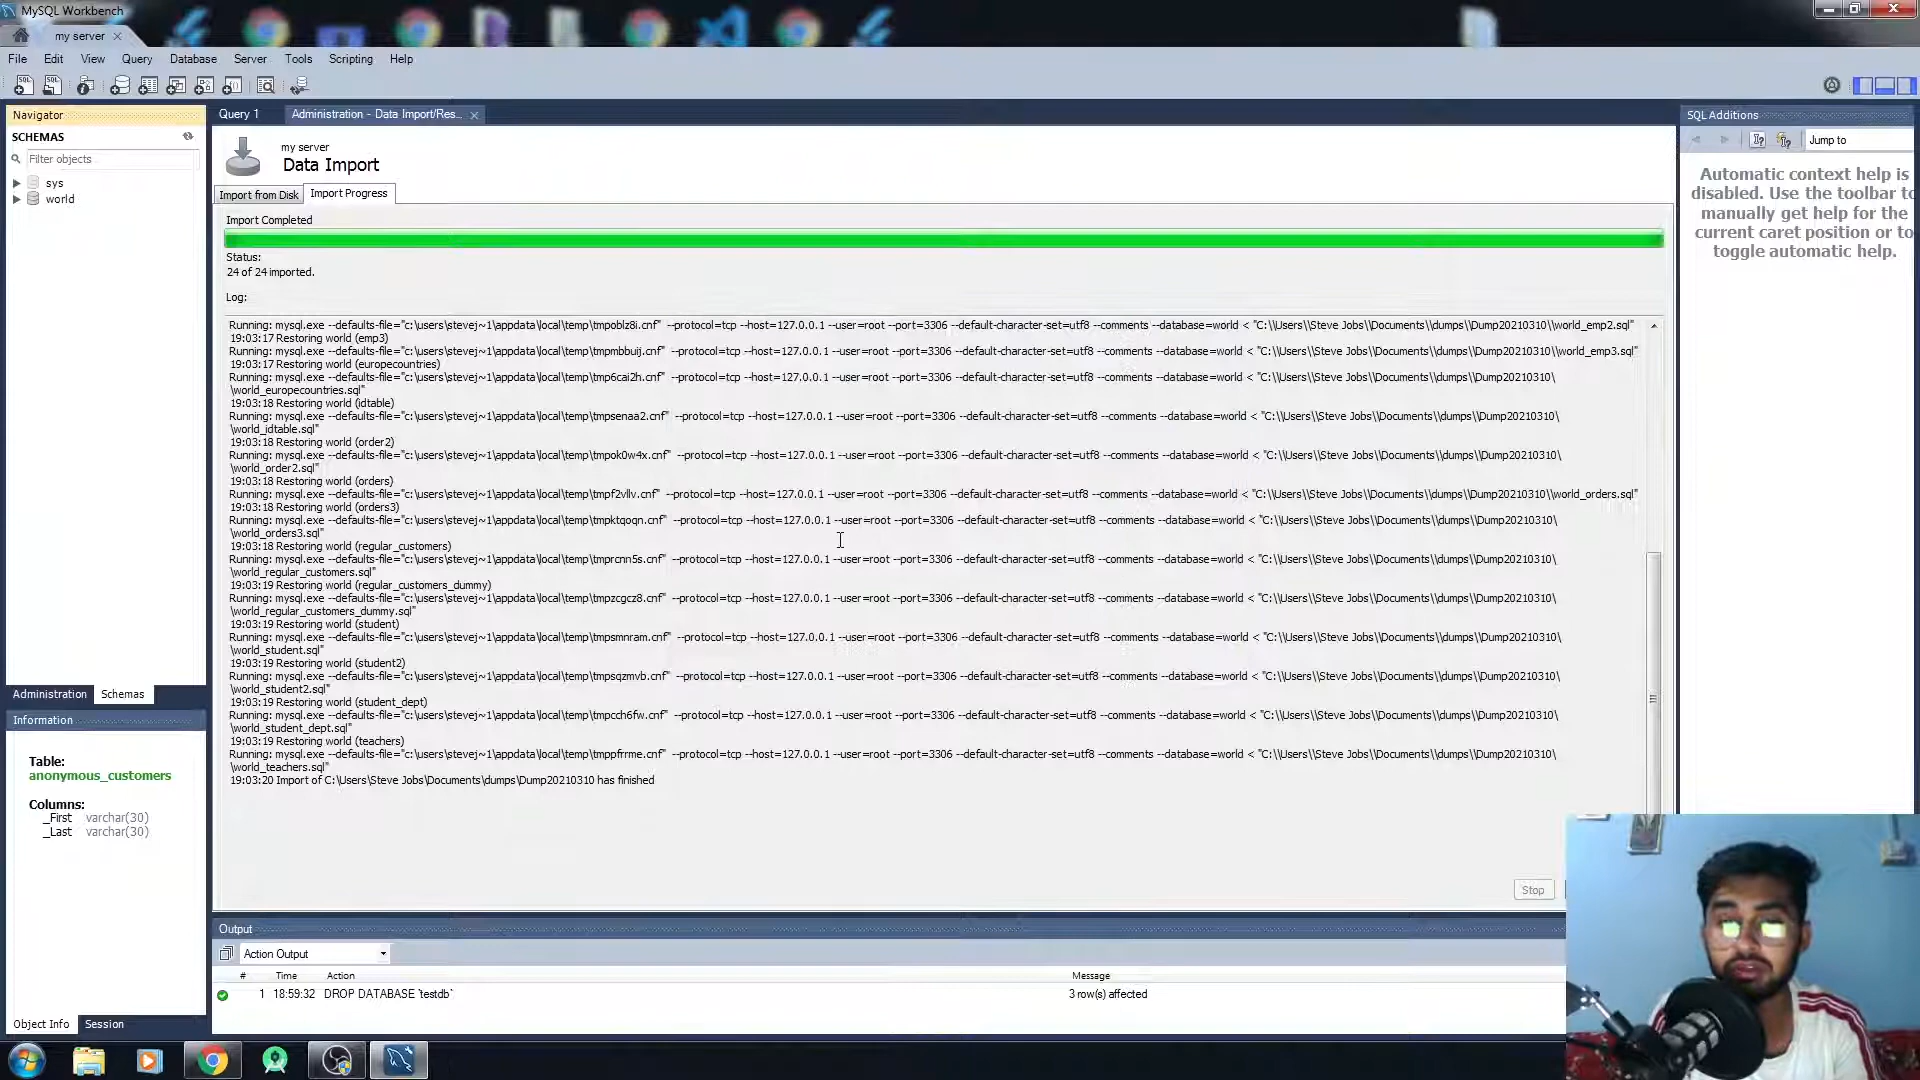 MySQL Workbench
my server
File Edit View Query Database Server Tools Scripting Help
Navigator
SCHEMAS
Filter objects
sys
world
Administration Schemas
Information
Table:
anonymous_customers
Columns:
_First varchar(30)
_Last varchar(30)
Object Info Session
Query 1 Administration - Data Import/Res...
my server
Data Import
Import from Disk Import Progress
Import Completed
Status:
24 of 24 imported.
Log:
Running: mysql.exe --defaults-file="c:\users\stevej~1\appdata\local\temp\tmpoblz8i.cnf" --protocol=tcp --host=127.0.0.1 --user=root --port=3306 --default-character-set=utf8 --comments --database=world < "C:\\Users\\Steve Jobs\\Documents\\dumps\\Dump20210310\\world_emp2.sql"
19:03:17 Restoring world (emp3)
Running: mysql.exe --defaults-file="c:\users\stevej~1\appdata\local\temp\tmpmbbuij.cnf" --protocol=tcp --host=127.0.0.1 --user=root --port=3306 --default-character-set=utf8 --comments --database=world < "C:\\Users\\Steve Jobs\\Documents\\dumps\\Dump20210310\\world_emp3.sql"
19:03:17 Restoring world (europecountries)
Running: mysql.exe --defaults-file="c:\users\stevej~1\appdata\local\temp\tmp6cai2h.cnf" --protocol=tcp --host=127.0.0.1 --user=root --port=3306 --default-character-set=utf8 --comments --database=world < "C:\\Users\\Steve Jobs\\Documents\\dumps\\Dump20210310\
\world_europecountries.sql"
19:03:18 Restoring world (idtable)
Running: mysql.exe --defaults-file="c:\users\stevej~1\appdata\local\temp\tmpsenaa2.cnf" --protocol=tcp --host=127.0.0.1 --user=root --port=3306 --default-character-set=utf8 --comments --database=world < "C:\\Users\\Steve Jobs\\Documents\\dumps\\Dump20210310\
\world_idtable.sql"
19:03:18 Restoring world (order2)
Running: mysql.exe --defaults-file="c:\users\stevej~1\appdata\local\temp\tmpok0w4x.cnf" --protocol=tcp --host=127.0.0.1 --user=root --port=3306 --default-character-set=utf8 --comments --database=world < "C:\\Users\\Steve Jobs\\Documents\\dumps\\Dump20210310\
\world_order2.sql"
19:03:18 Restoring world (orders)
Running: mysql.exe --defaults-file="c:\users\stevej~1\appdata\local\temp\tmpf2vllv.cnf" --protocol=tcp --host=127.0.0.1 --user=root --port=3306 --default-character-set=utf8 --comments --database=world < "C:\\Users\\Steve Jobs\\Documents\\dumps\\Dump20210310\\world_orders.sql"
19:03:18 Restoring world (orders3)
Running: mysql.exe --defaults-file="c:\users\stevej~1\appdata\local\temp\tmpktqoqn.cnf" --protocol=tcp --host=127.0.0.1 --user=root --port=3306 --default-character-set=utf8 --comments --database=world < "C:\\Users\\Steve Jobs\\Documents\\dumps\\Dump20210310\
\world_orders3.sql"
19:03:18 Restoring world (regular_customers)
Running: mysql.exe --defaults-file="c:\users\stevej~1\appdata\local\temp\tmprcnn5s.cnf" --protocol=tcp --host=127.0.0.1 --user=root --port=3306 --default-character-set=utf8 --comments --database=world < "C:\\Users\\Steve Jobs\\Documents\\dumps\\Dump20210310\
\world_regular_customers.sql"
19:03:19 Restoring world (regular_customers_dummy)
Running: mysql.exe --defaults-file="c:\users\stevej~1\appdata\local\temp\tmpzcgcz8.cnf" --protocol=tcp --host=127.0.0.1 --user=root --port=3306 --default-character-set=utf8 --comments --database=world < "C:\\Users\\Steve Jobs\\Documents\\dumps\\Dump20210310\
\world_regular_customers_dummy.sql"
19:03:19 Restoring world (student)
Running: mysql.exe --defaults-file="c:\users\stevej~1\appdata\local\temp\tmpsmnram.cnf" --protocol=tcp --host=127.0.0.1 --user=root --port=3306 --default-character-set=utf8 --comments --database=world < "C:\\Users\\Steve Jobs\\Documents\\dumps\\Dump20210310\
\world_student.sql"
19:03:19 Restoring world (student2)
Running: mysql.exe --defaults-file="c:\users\stevej~1\appdata\local\temp\tmpsqzmvb.cnf" --protocol=tcp --host=127.0.0.1 --user=root --port=3306 --default-character-set=utf8 --comments --database=world < "C:\\Users\\Steve Jobs\\Documents\\dumps\\Dump20210310\
\world_student2.sql"
19:03:19 Restoring world (student_dept)
Running: mysql.exe --defaults-file="c:\users\stevej~1\appdata\local\temp\tmpcch6fw.cnf" --protocol=tcp --host=127.0.0.1 --user=root --port=3306 --default-character-set=utf8 --comments --database=world < "C:\\Users\\Steve Jobs\\Documents\\dumps\\Dump20210310\
\world_student_dept.sql"
19:03:19 Restoring world (teachers)
Running: mysql.exe --defaults-file="c:\users\stevej~1\appdata\local\temp\tmppfrrme.cnf" --protocol=tcp --host=127.0.0.1 --user=root --port=3306 --default-character-set=utf8 --comments --database=world < "C:\\Users\\Steve Jobs\\Documents\\dumps\\Dump20210310\
\world_teachers.sql"
19:03:20 Import of C:\Users\Steve Jobs\Documents\dumps\Dump20210310 has finished
Stop
Output
Action Output
# Time Action Message
1 18:59:32 DROP DATABASE `testdb` 3 row(s) affected
SQL Additions
Jump to
Automatic context help is
disabled. Use the toolbar to
manually get help for the
current caret position or to
toggle automatic help.